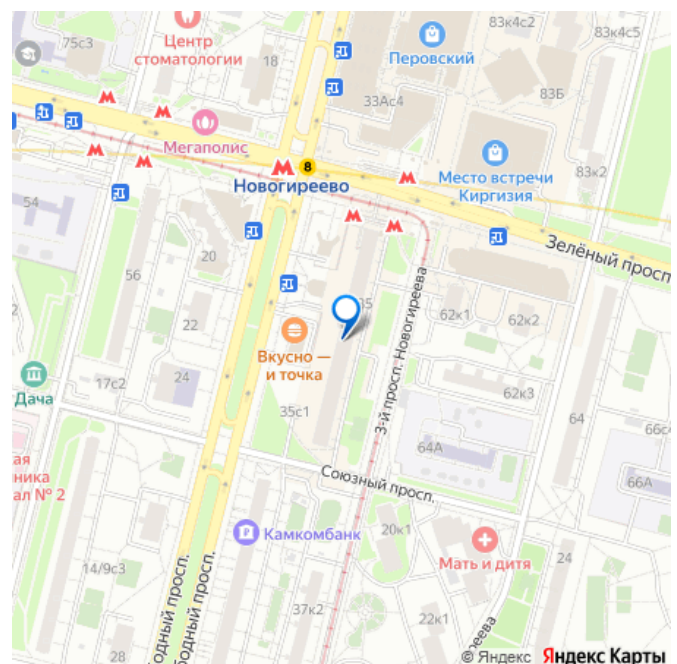 75с3
Центр
стоматологии
18
83к4с2
83к4с5
Перовский
33Ас4
83Б
Мегаполис
8
Новогиреево
Место встречи
Киргизия
83к2
54
56
20
Зелёный просп.
22
62к1
62к2
3-й просп. Новогиреева
Вкусно —
и точка
Дача
17с2
24
62к3
35с1
64
64А
66с
ая
ника
ал № 2
Союзный просп.
66А
Камкомбанк
20к1
Мать и дитя
24
14/9с3
одный просп.
бодный просп.
37к2
22к1
реева
28
© Яндекс Яндекс Карты